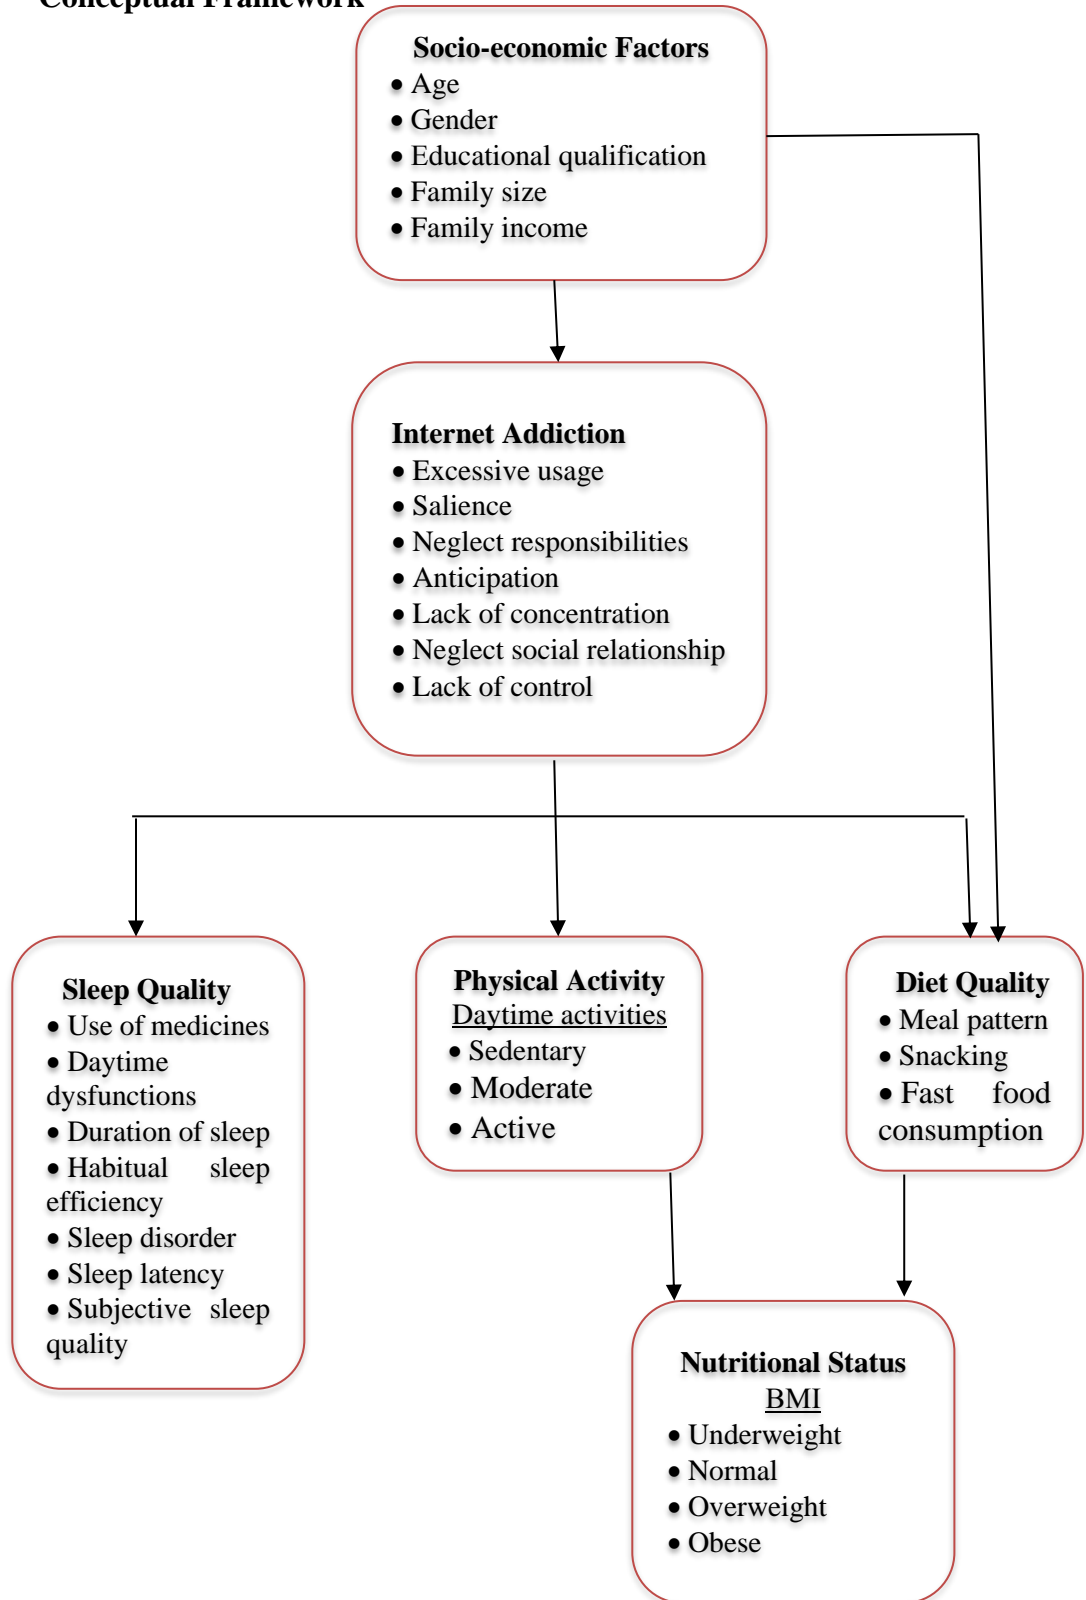 Conceptual Framework
Socio-economic Factors
• Age
• Gender
• Educational qualification
• Family size
• Family income
Internet Addiction
• Excessive usage
• Salience
• Neglect responsibilities
• Anticipation
• Lack of concentration
• Neglect social relationship
• Lack of control
Sleep Quality
• Use of medicines
• Daytime
dysfunctions
• Duration of sleep
• Habitual sleep
efficiency
• Sleep disorder
• Sleep latency
• Subjective sleep
quality
Physical Activity
Daytime activities
• Sedentary
• Moderate
• Active
Diet Quality
• Meal pattern
• Snacking
• Fast food
consumption
Nutritional Status
BMI
• Underweight
• Normal
• Overweight
• Obese